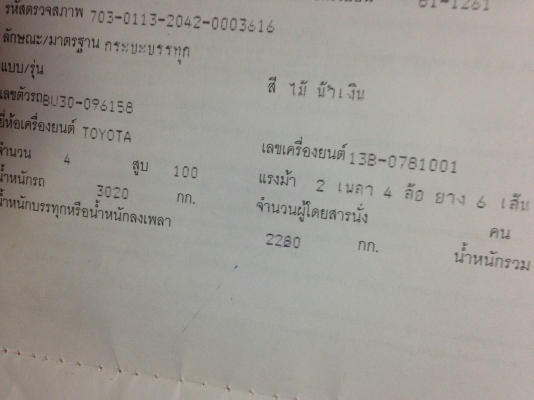 81-1261
รหัสตรวจสภาพ 703-0113-2042-0003616
ลักษณะ/มาตรฐาน กระบะบรรทุก
แบบ/รุ่น สี ไม้ น้ำเงิน
เลขตัวรถBU30-096158
ยี่ห้อเครื่องยนต์ TOYOTA เลขเครื่องยนต์ 13B-0781001
จำนวน 4 สูบ 100 แรงม้า 2 เพลา 4 ล้อ ยาง 6 เส้น
น้ำหนักรถ 3020 กก. จำนวนผู้โดยสารนั่ง คน
น้ำหนักบรรทุกหรือน้ำหนักลงเพลา 2280 กก. น้ำหนักรวม